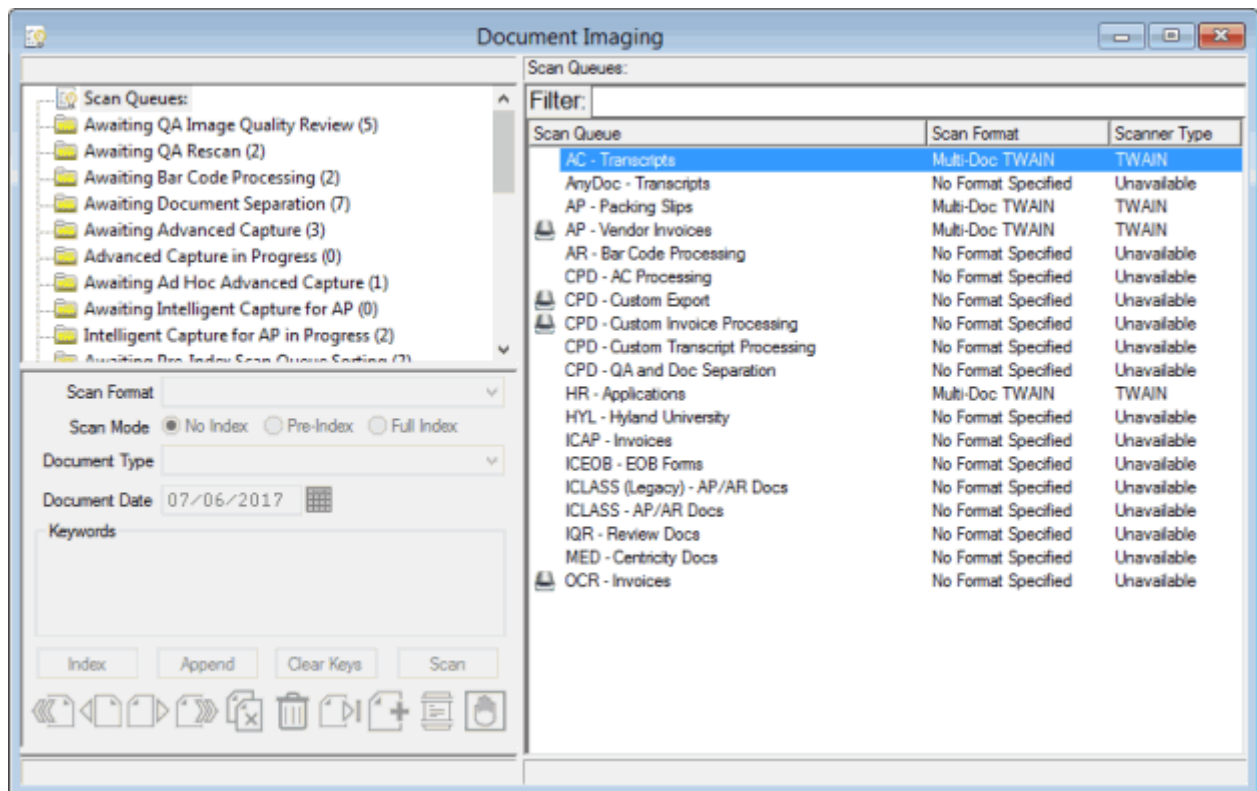 Document Imaging
Scan Queues:
Scan Queues:
Awaiting QA Image Quality Review (5)
Awaiting QA Rescan (2)
Awaiting Bar Code Processing (2)
Awaiting Document Separation (7)
Awaiting Advanced Capture (3)
Advanced Capture in Progress (0)
Awaiting Ad Hoc Advanced Capture (1)
Awaiting Intelligent Capture for AP (0)
Intelligent Capture for AP in Progress (2)
Awaiting Pre-Index Scan Queue Sorting (2)
Scan Format
Scan Mode No Index Pre-Index Full Index
Document Type
Document Date 07/06/2017
Keywords
Index Append Clear Keys Scan
Filter:
Scan Queue Scan Format Scanner Type
AC - Transcripts Multi-Doc TWAIN TWAIN
AnyDoc - Transcripts No Format Specified Unavailable
AP - Packing Slips Multi-Doc TWAIN TWAIN
AP - Vendor Invoices Multi-Doc TWAIN TWAIN
AR - Bar Code Processing No Format Specified Unavailable
CPD - AC Processing No Format Specified Unavailable
CPD - Custom Export No Format Specified Unavailable
CPD - Custom Invoice Processing No Format Specified Unavailable
CPD - Custom Transcript Processing No Format Specified Unavailable
CPD - QA and Doc Separation No Format Specified Unavailable
HR - Applications Multi-Doc TWAIN TWAIN
HYL - Hyland University No Format Specified Unavailable
ICAP - Invoices No Format Specified Unavailable
ICEOB - EOB Forms No Format Specified Unavailable
ICLASS (Legacy) - AP/AR Docs No Format Specified Unavailable
ICLASS - AP/AR Docs No Format Specified Unavailable
IQR - Review Docs No Format Specified Unavailable
MED - Centricity Docs No Format Specified Unavailable
OCR - Invoices No Format Specified Unavailable